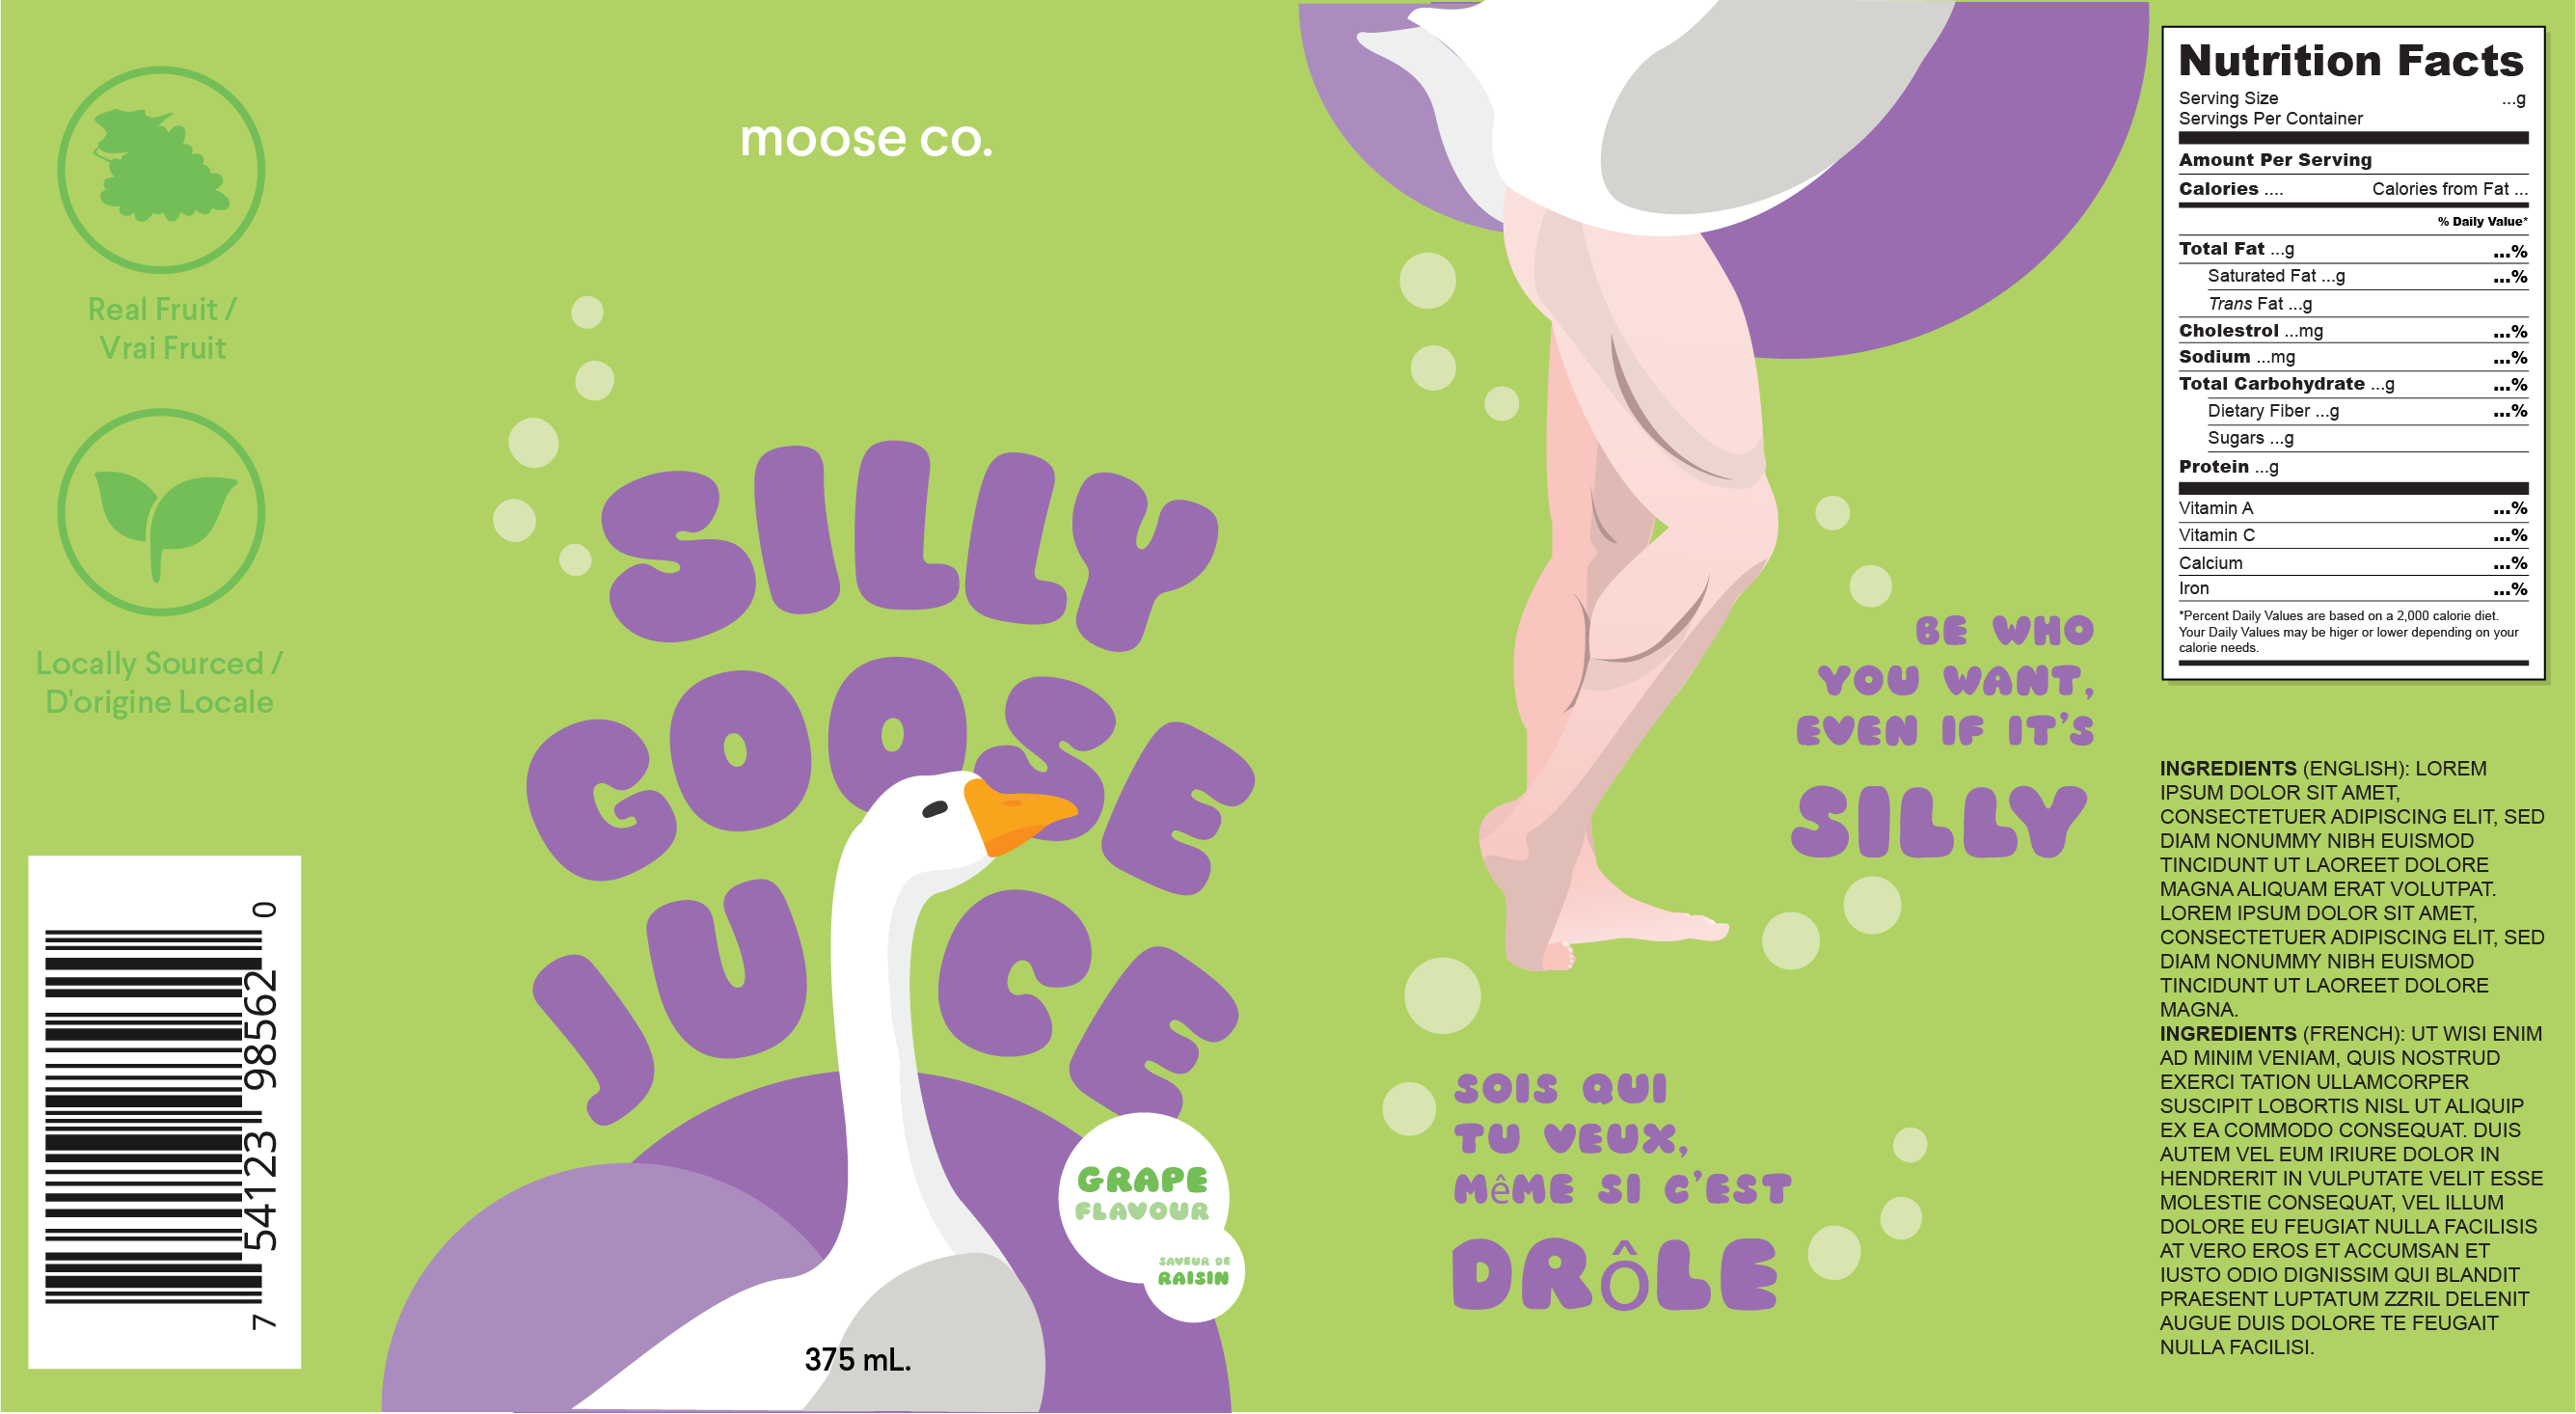 Real Fruit /
Vrai Fruit
Locally Sourced /
D'origine Locale
7 54123 98562 0
moose co.
SILLY
GOOSE
JUICE
GRAPE
FLAVOUR
SAVEUR DE
RAISIN
375 mL.
BE WHO
YOU WANT,
EVEN IF IT'S
SILLY
SOIS QUI
TU VEUX,
MêME SI C'EST
DRÔLE
Nutrition Facts
Serving Size ...g
Servings Per Container
Amount Per Serving
Calories .... Calories from Fat ...
% Daily Value*
Total Fat ...g ...%
Saturated Fat ...g ...%
Trans Fat ...g
Cholestrol ...mg ...%
Sodium ...mg ...%
Total Carbohydrate ...g ...%
Dietary Fiber ...g ...%
Sugars ...g
Protein ...g
Vitamin A ...%
Vitamin C ...%
Calcium ...%
Iron ...%
*Percent Daily Values are based on a 2,000 calorie diet.
Your Daily Values may be higer or lower depending on your
calorie needs.
INGREDIENTS (ENGLISH): LOREM
IPSUM DOLOR SIT AMET,
CONSECTETUER ADIPISCING ELIT, SED
DIAM NONUMMY NIBH EUISMOD
TINCIDUNT UT LAOREET DOLORE
MAGNA ALIQUAM ERAT VOLUTPAT.
LOREM IPSUM DOLOR SIT AMET,
CONSECTETUER ADIPISCING ELIT, SED
DIAM NONUMMY NIBH EUISMOD
TINCIDUNT UT LAOREET DOLORE
MAGNA.
INGREDIENTS (FRENCH): UT WISI ENIM
AD MINIM VENIAM, QUIS NOSTRUD
EXERCI TATION ULLAMCORPER
SUSCIPIT LOBORTIS NISL UT ALIQUIP
EX EA COMMODO CONSEQUAT. DUIS
AUTEM VEL EUM IRIURE DOLOR IN
HENDRERIT IN VULPUTATE VELIT ESSE
MOLESTIE CONSEQUAT, VEL ILLUM
DOLORE EU FEUGIAT NULLA FACILISIS
AT VERO EROS ET ACCUMSAN ET
IUSTO ODIO DIGNISSIM QUI BLANDIT
PRAESENT LUPTATUM ZZRIL DELENIT
AUGUE DUIS DOLORE TE FEUGAIT
NULLA FACILISI.